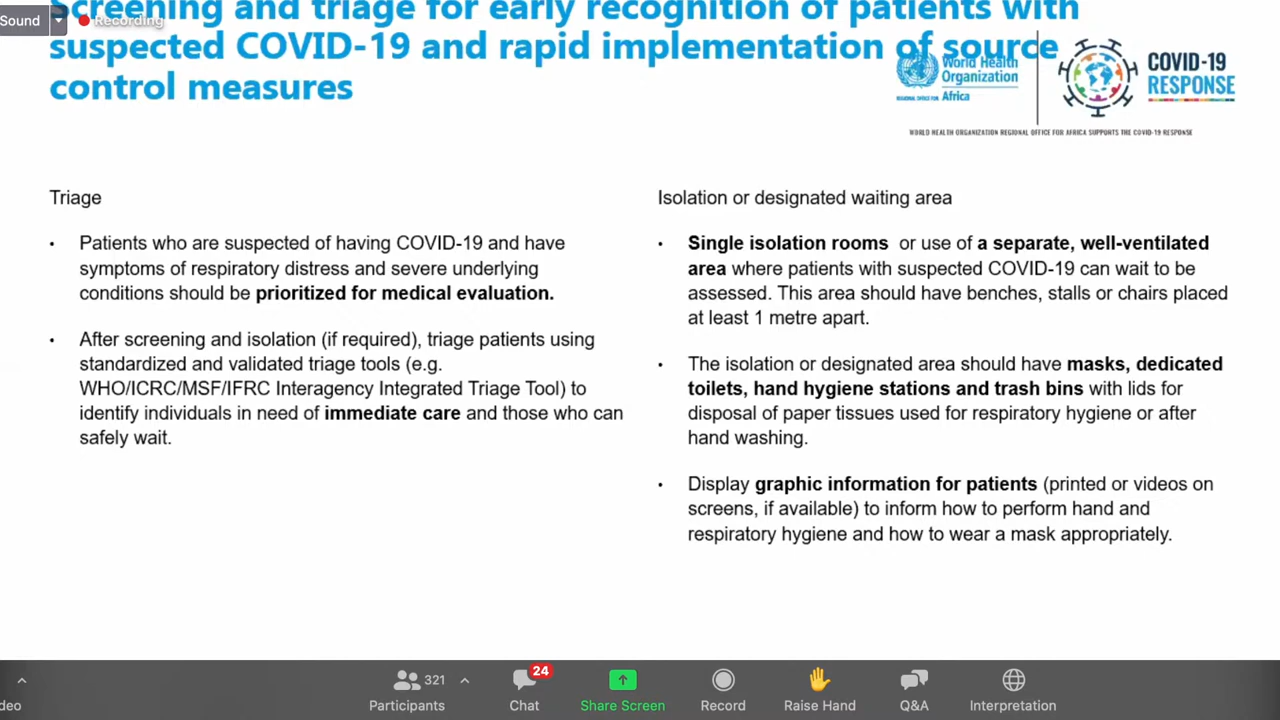 Screening and triage for early recognition of patients with
suspected COVID-19 and rapid implementation of source
control measures
Sound
Recording
World Health
Organization
REGIONAL OFFICE FOR Africa
COVID-19
RESPONSE
WORLD HEALTH ORGANIZATION REGIONAL OFFICE FOR AFRICA SUPPORTS THE COVID-19 RESPONSE
Triage
• Patients who are suspected of having COVID-19 and have
symptoms of respiratory distress and severe underlying
conditions should be prioritized for medical evaluation.
• After screening and isolation (if required), triage patients using
standardized and validated triage tools (e.g.
WHO/ICRC/MSF/IFRC Interagency Integrated Triage Tool) to
identify individuals in need of immediate care and those who can
safely wait.
Isolation or designated waiting area
• Single isolation rooms or use of a separate, well-ventilated
area where patients with suspected COVID-19 can wait to be
assessed. This area should have benches, stalls or chairs placed
at least 1 metre apart.
• The isolation or designated area should have masks, dedicated
toilets, hand hygiene stations and trash bins with lids for
disposal of paper tissues used for respiratory hygiene or after
hand washing.
• Display graphic information for patients (printed or videos on
screens, if available) to inform how to perform hand and
respiratory hygiene and how to wear a mask appropriately.
deo
321
Participants
24
Chat
Share Screen
Record
Raise Hand
Q&A
Interpretation